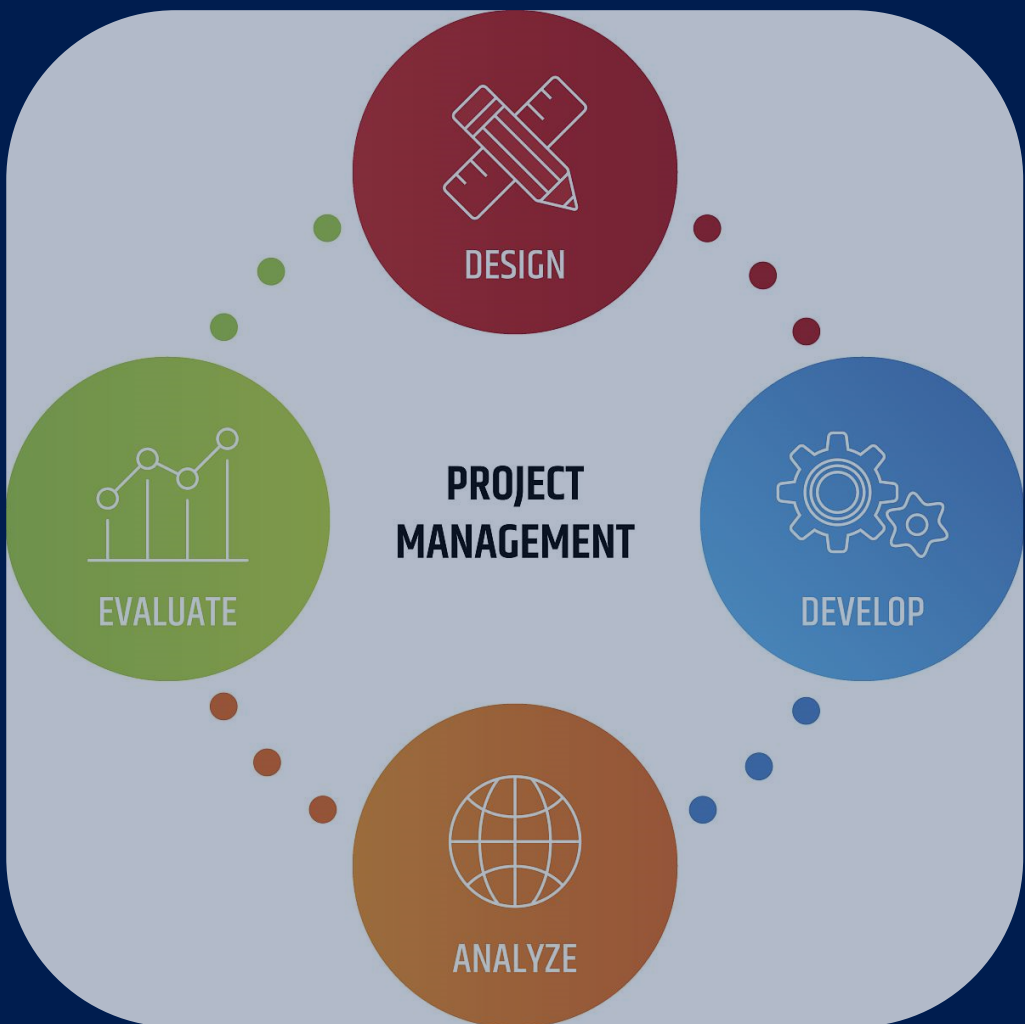 DESIGN
PROJECT
MANAGEMENT
EVALUATE
DEVELOP
ANALYZE